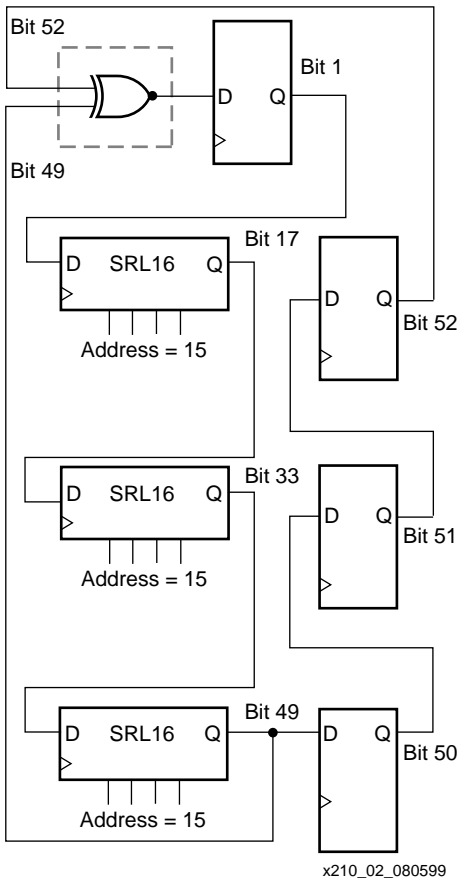 Bit 52
D Q
Bit 1
Bit 49
D SRL16 Q
Bit 17
Address = 15
D Q
Bit 52
D SRL16 Q
Bit 33
Address = 15
D Q
Bit 51
D SRL16 Q
Bit 49
Address = 15
D Q
Bit 50
x210_02_080599